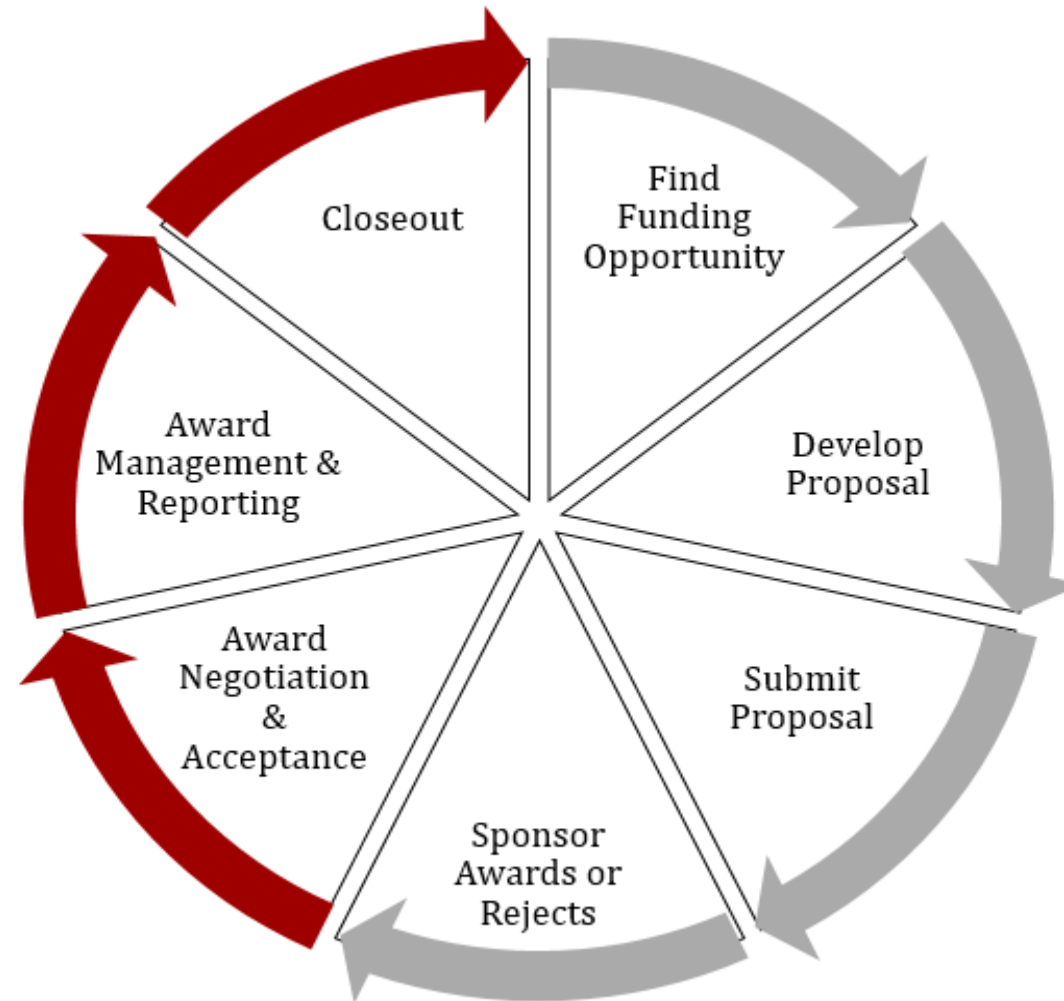 Find
Funding
Opportunity
Develop
Proposal
Submit
Proposal
Sponsor
Awards or
Rejects
Award
Negotiation
&
Acceptance
Award
Management &
Reporting
Closeout